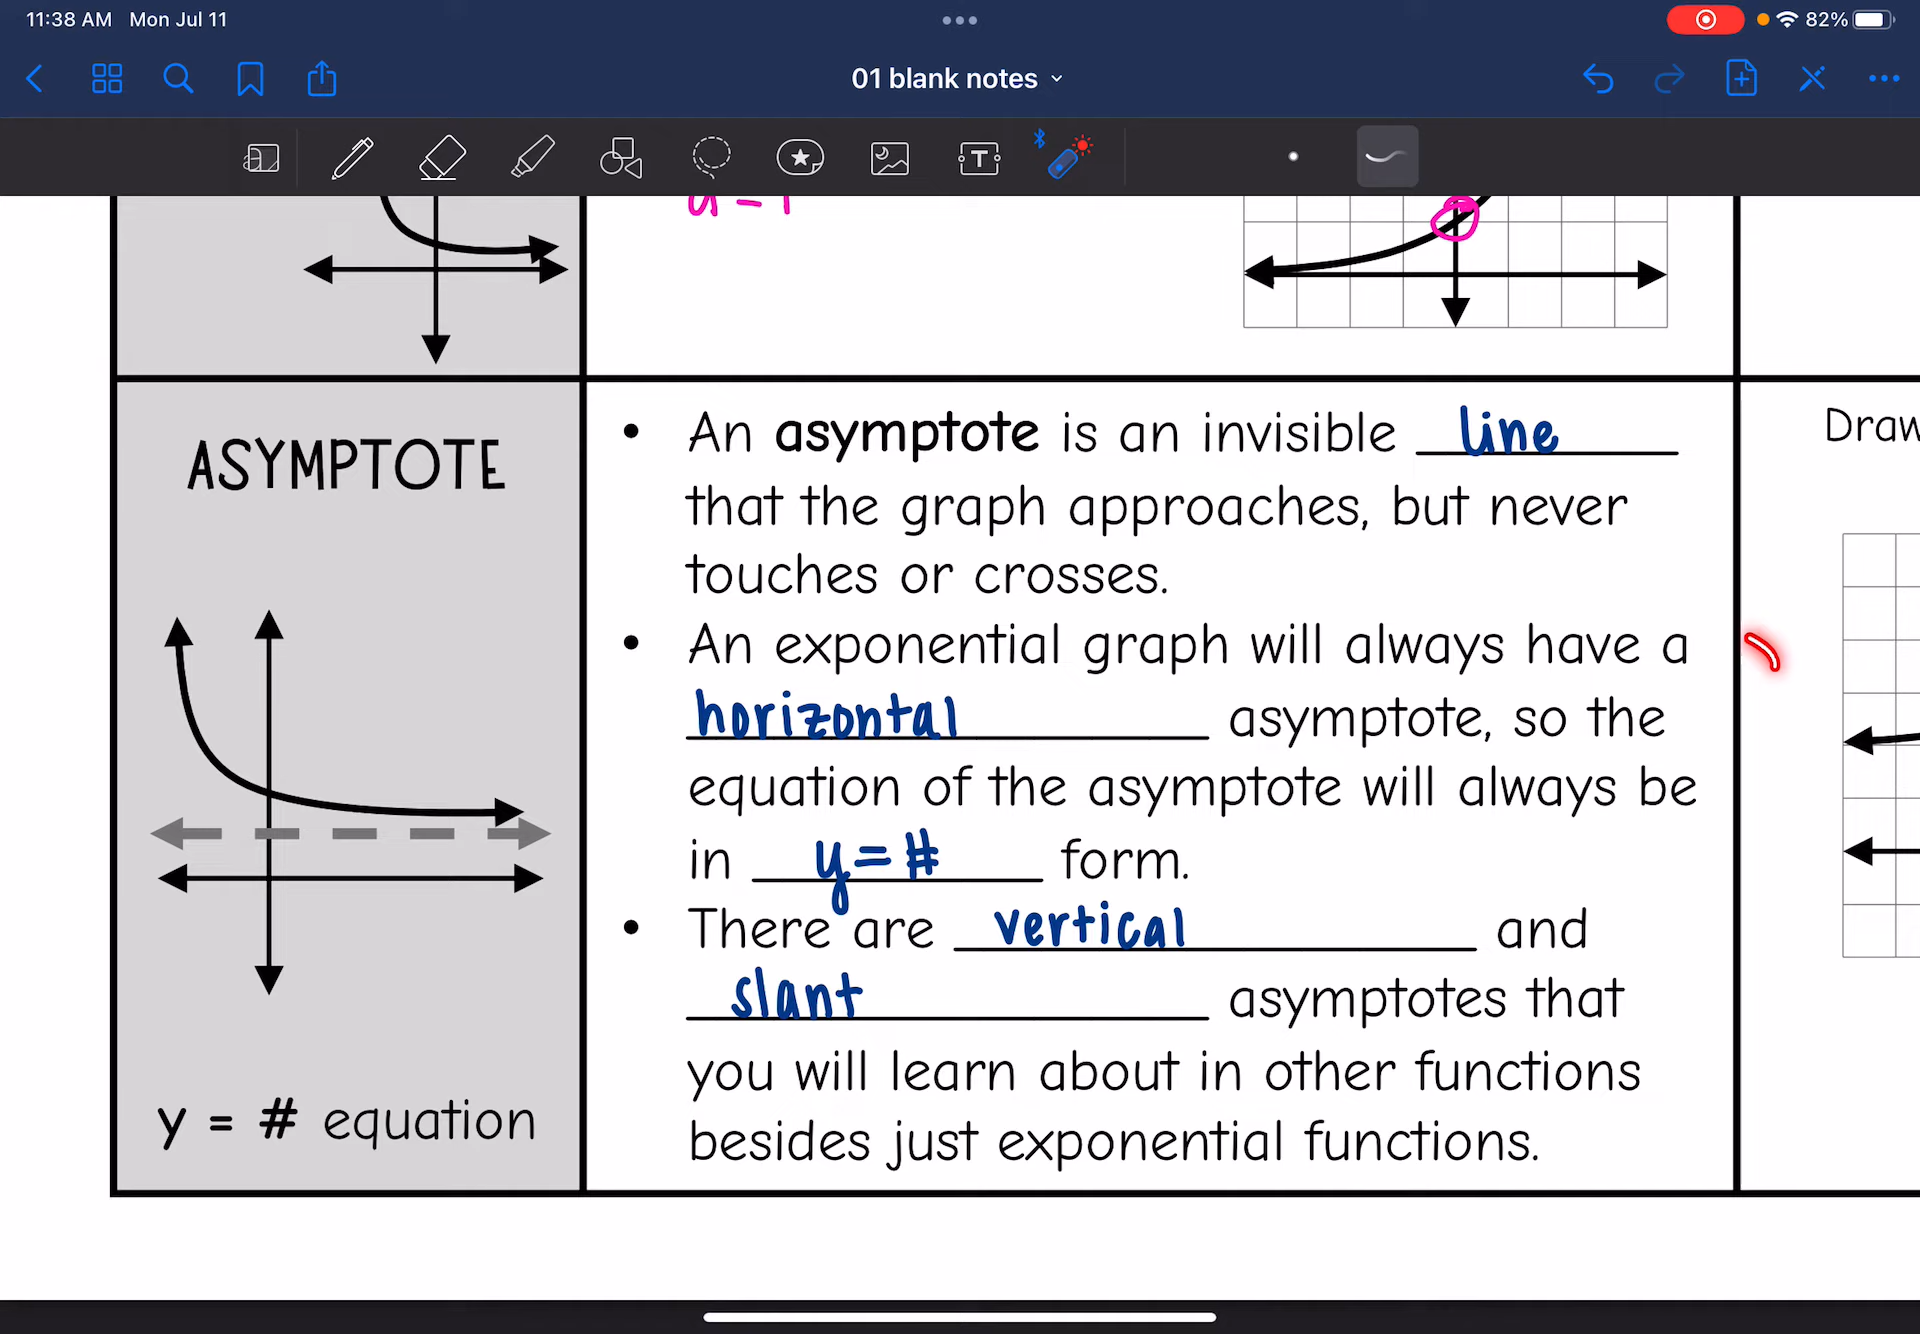 11:38 AM Mon Jul 11
82%
01 blank notes
ASYMPTOTE
y = # equation
• An asymptote is an invisible line
that the graph approaches, but never
touches or crosses.
• An exponential graph will always have a
horizontal asymptote, so the
equation of the asymptote will always be
in y = # form.
• There are vertical and
slant asymptotes that
you will learn about in other functions
besides just exponential functions.
Draw